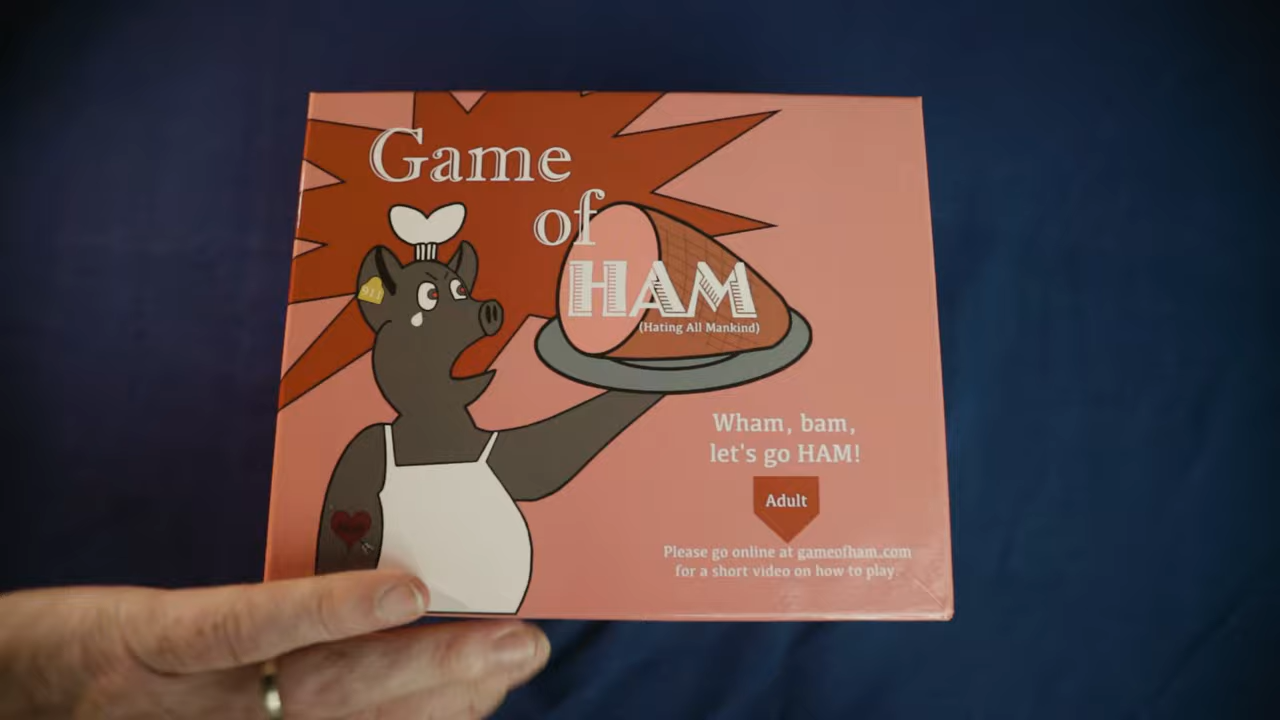 Game
of
HAM
(Hating All Mankind)
Wham, bam,
let's go HAM!
Adult
Please go online at gameofham.com
for a short video on how to play.